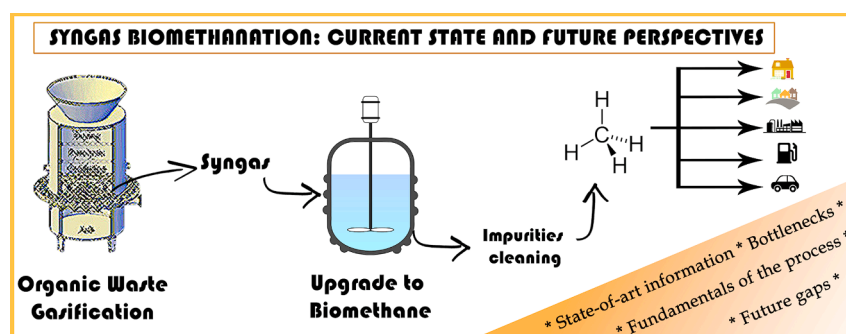 SYNGAS BIOMETHANATION: CURRENT STATE AND FUTURE PERSPECTIVES
Syngas
Organic Waste
Gasification
Upgrade to
Biomethane
Impurities
cleaning
H
C
H
H
H
* State-of-art information * Bottlenecks *
* Fundamentals of the process *
* Future gaps *